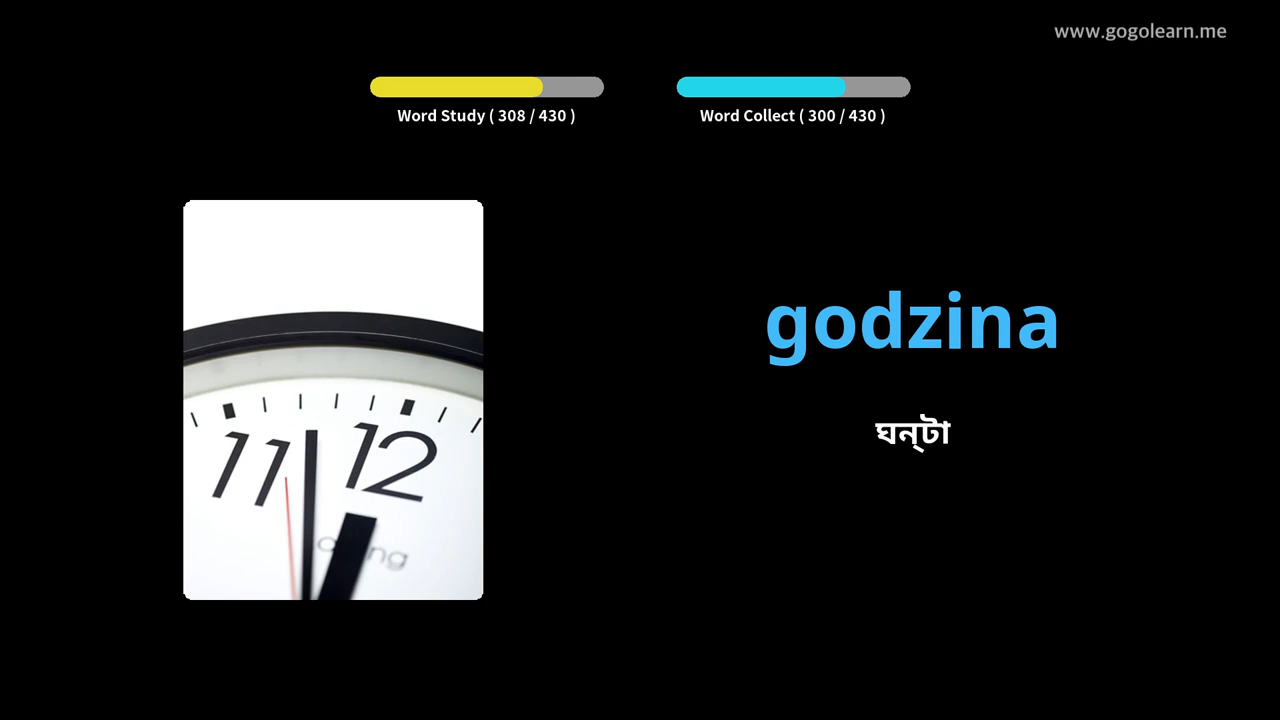 www.gogolearn.me
Word Study ( 308 / 430 )
Word Collect ( 300 / 430 )
godzina
ঘন্‌টা
11 12